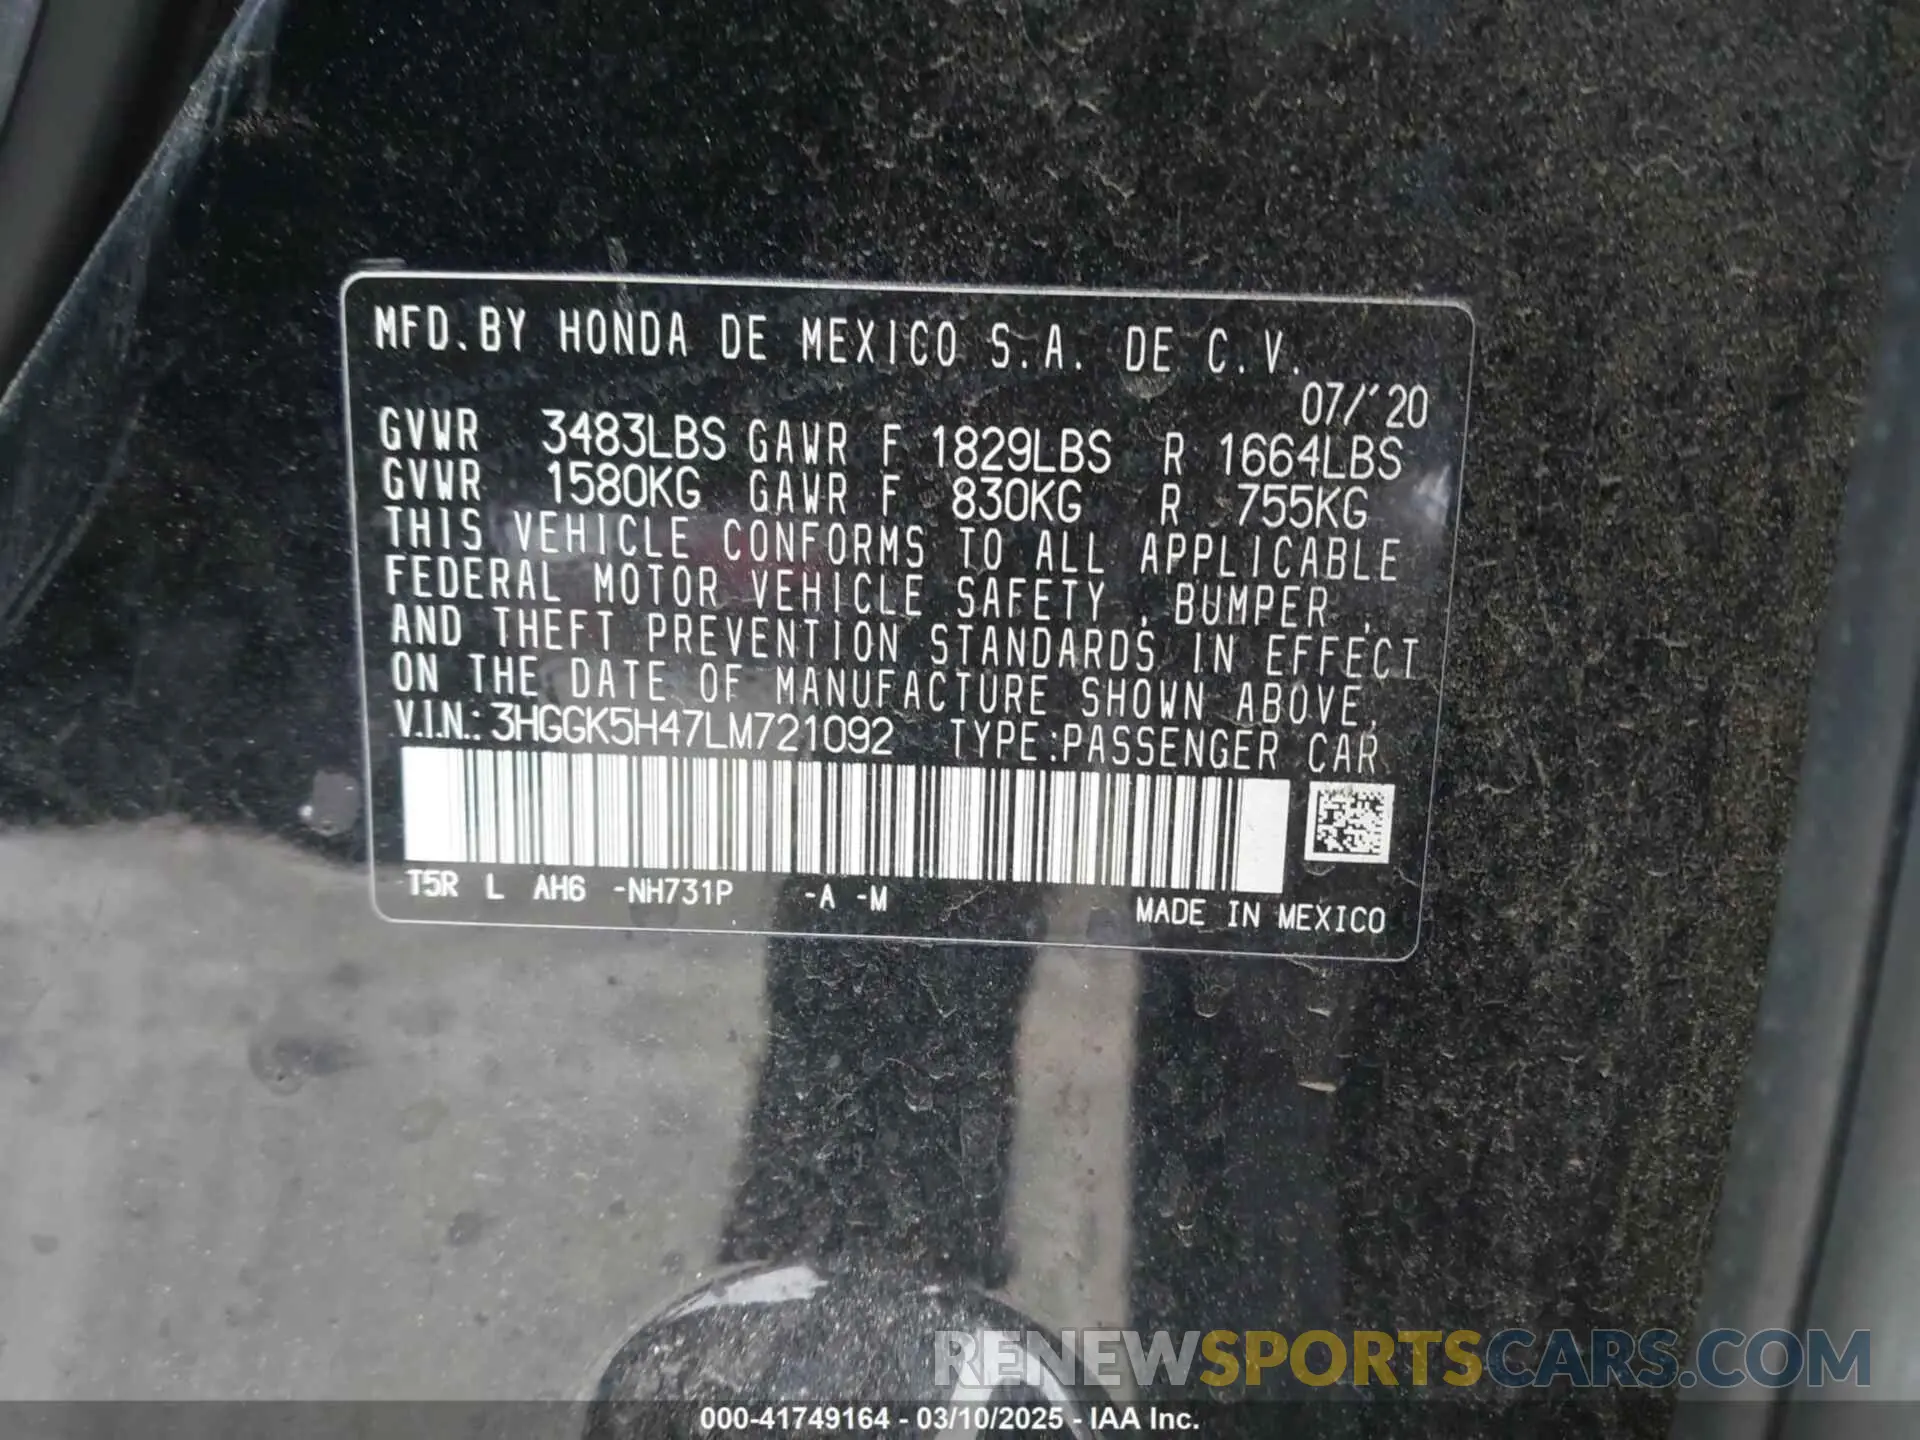 MFD.BY HONDA DE MEXICO S.A. DE C.V.
07/'20
GVWR 3483LBS GAWR F 1829LBS R 1664LBS
GVWR 1580KG GAWR F 830KG R 755KG
THIS VEHICLE CONFORMS TO ALL APPLICABLE
FEDERAL MOTOR VEHICLE SAFETY , BUMPER ,
AND THEFT PREVENTION STANDARDS IN EFFECT
ON THE DATE OF MANUFACTURE SHOWN ABOVE.
V.I.N.: 3HGGK5H47LM721092 TYPE:PASSENGER CAR
T5R L AH6 -NH731P -A -M
MADE IN MEXICO
RENEWSPORTSCARS.COM
000-41749164 - 03/10/2025 - IAA Inc.